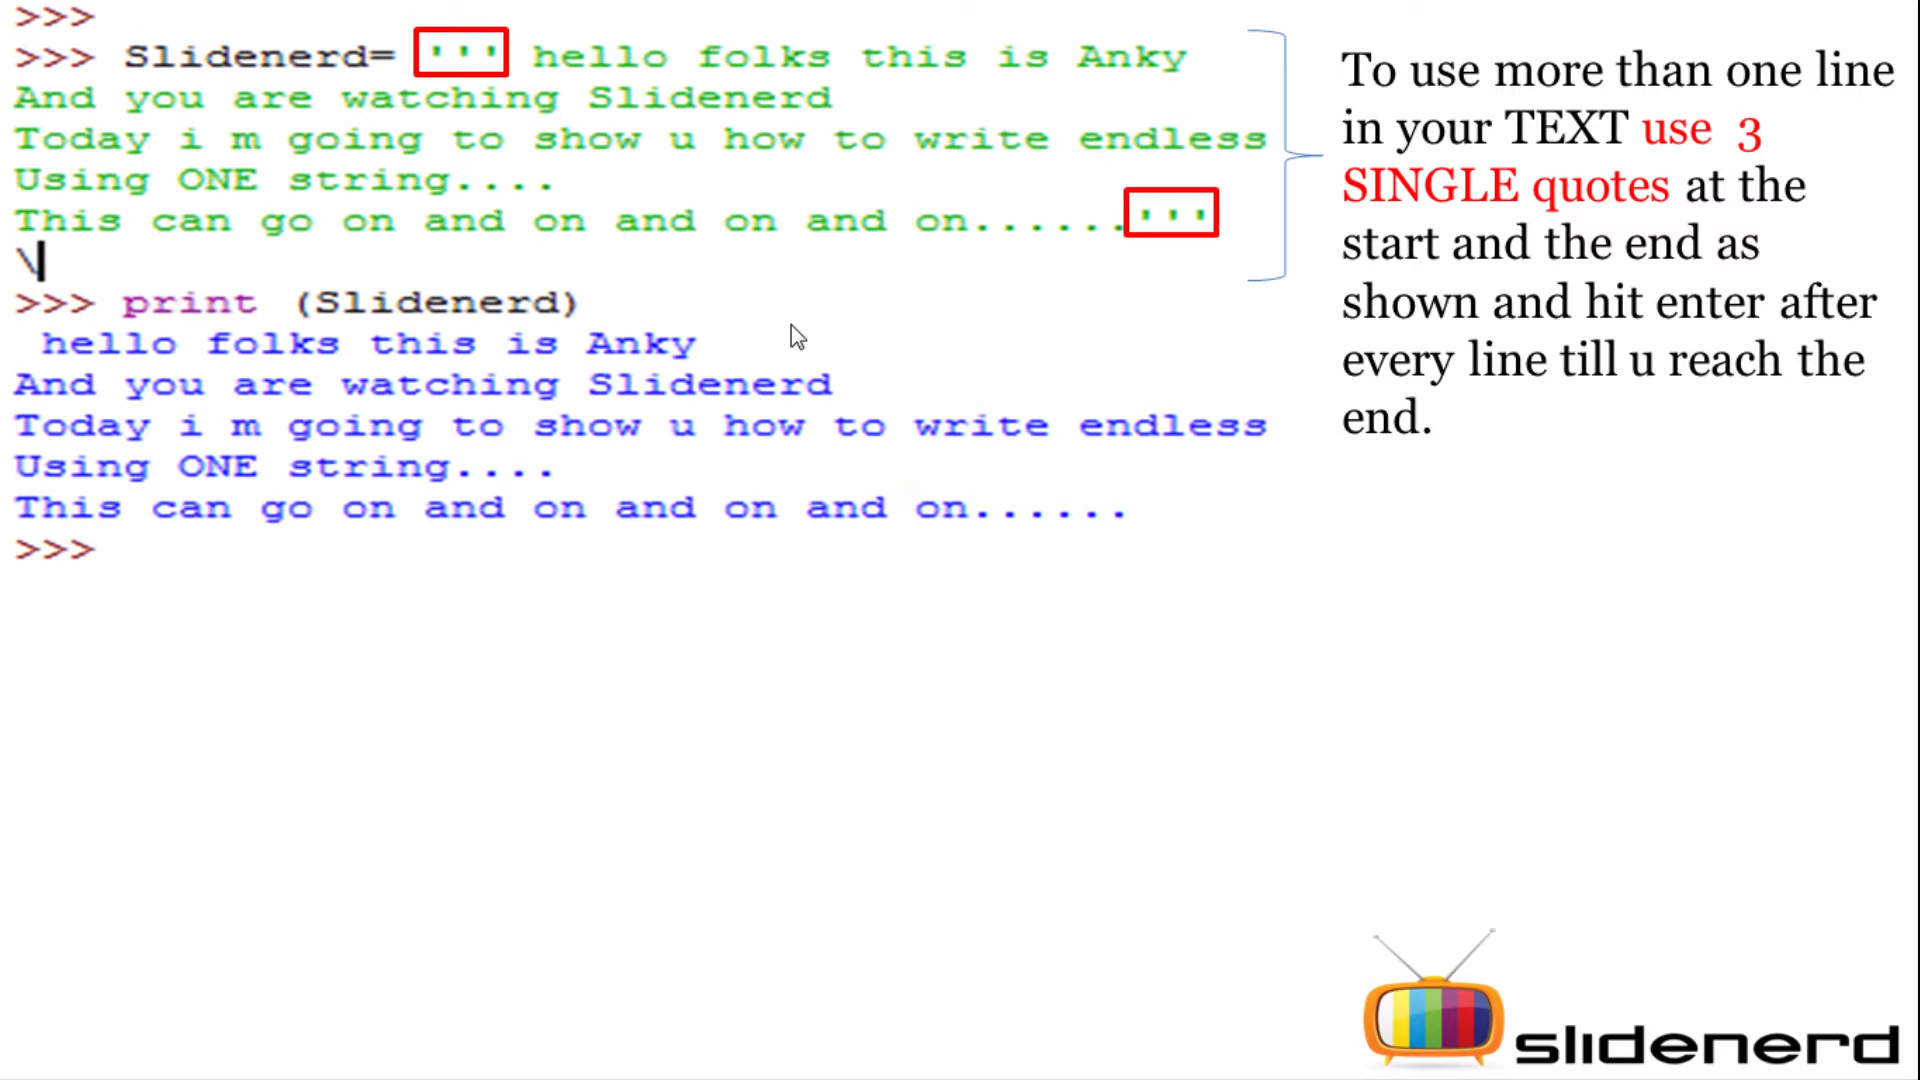 >>>
>>> Slidenerd= ''' hello folks this is Anky
And you are watching Slidenerd
Today i m going to show u how to write endless
Using ONE string....
This can go on and on and on and on......'''
\
>>> print (Slidenerd)
 hello folks this is Anky
And you are watching Slidenerd
Today i m going to show u how to write endless
Using ONE string....
This can go on and on and on and on......
>>>
To use more than one line
in your TEXT use 3
SINGLE quotes at the
start and the end as
shown and hit enter after
every line till u reach the
end.
slidenerd